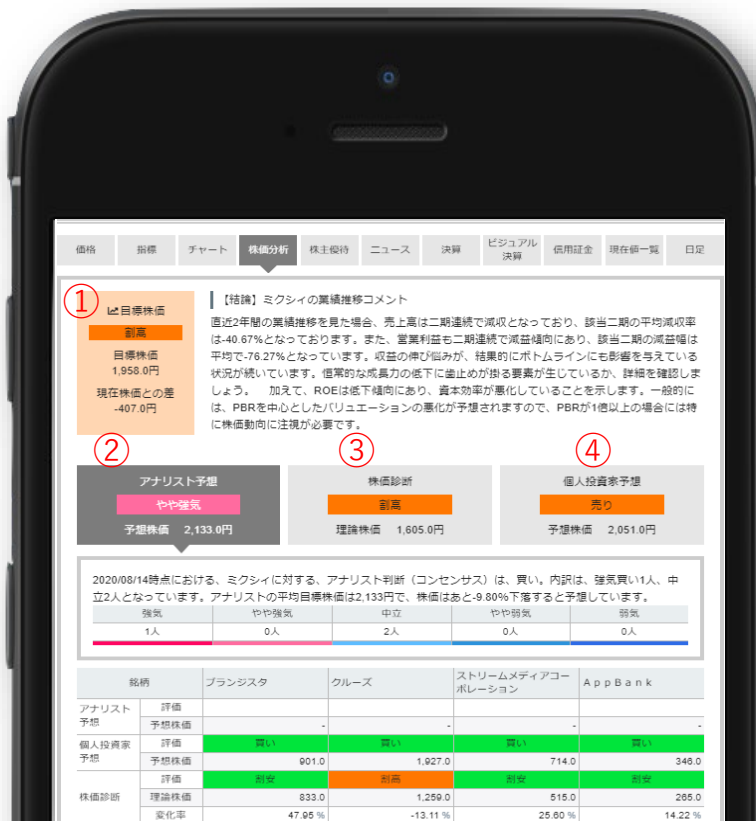 価格 指標 チャート 株価分析 株主優待 ニュース 決算 ビジュアル決算 信用証金 現在値一覧 日足
①
目標株価
割高
目標株価
1,958.0円
現在株価との差
-407.0円
【結論】ミクシィの業績推移コメント
直近2年間の業績推移を見た場合、売上高は二期連続で減収となっており、該当二期の平均減収率
は-40.67%となっております。また、営業利益も二期連続で減益傾向にあり、該当二期の減益幅は
平均で-76.27%となっています。収益の伸び悩みが、結果的にボトムラインにも影響を与えている
状況が続いています。恒常的な成長力の低下に歯止めが掛る要素が生じているか、詳細を確認しま
しょう。 加えて、ROEは低下傾向にあり、資本効率が悪化していることを示します。一般的に
は、PBRを中心としたバリュエーションの悪化が予想されますので、PBRが1倍以上の場合には特
に株価動向に注視が必要です。
②
アナリスト予想
やや強気
予想株価 2,133.0円
③
株価診断
割高
理論株価 1,605.0円
④
個人投資家予想
売り
予想株価 2,051.0円
2020/08/14時点における、ミクシィに対する、アナリスト判断（コンセンサス）は、買い。内訳は、強気買い1人、中
立2人となっています。アナリストの平均目標株価は2,133円で、株価はあと-9.80%下落すると予想しています。
強気 やや強気 中立 やや弱気 弱気
1人 0人 2人 0人 0人
銘柄 ブランジスタ クルーズ ストリームメディアコーポレーション AppBank
アナリスト予想 評価
予想株価 - - - -
個人投資家予想 評価 買い 買い 買い 買い
予想株価 901.0 1,927.0 714.0 346.0
株価診断 評価 割安 割高 割安 割安
理論株価 833.0 1,259.0 515.0 265.0
変化率 47.95 % -13.11 % 25.60 % 14.22 %